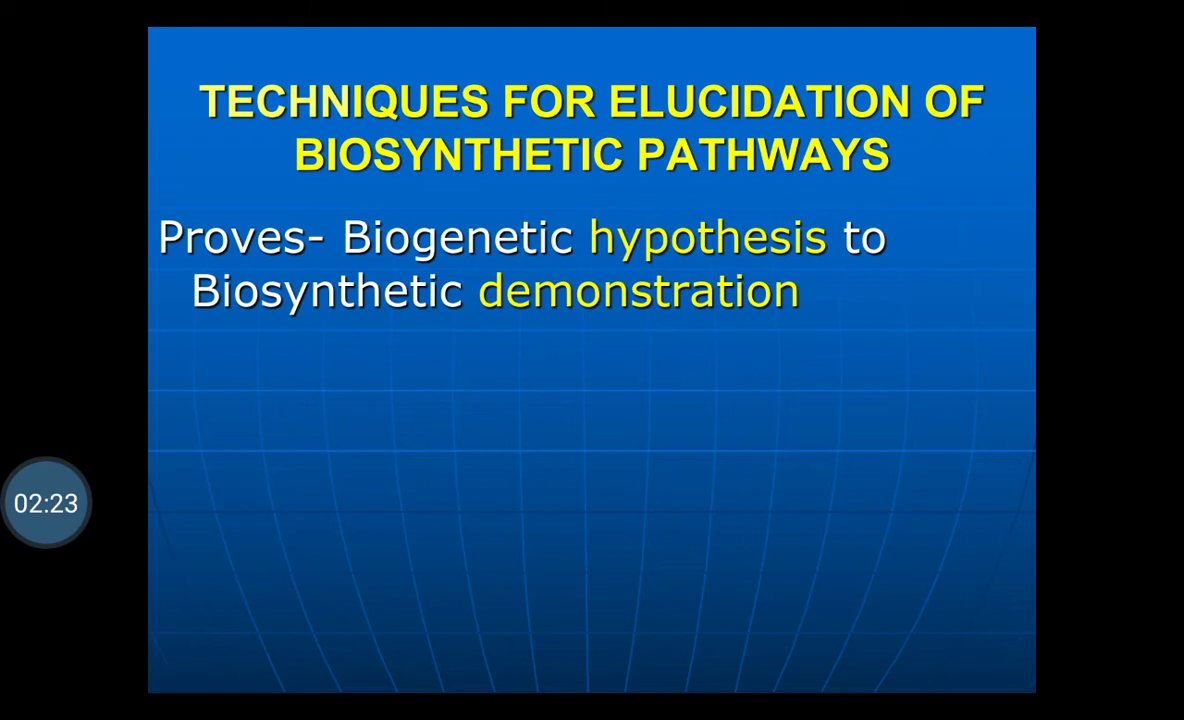 TECHNIQUES FOR ELUCIDATION OF
BIOSYNTHETIC PATHWAYS
Proves- Biogenetic hypothesis to
Biosynthetic demonstration
02:23